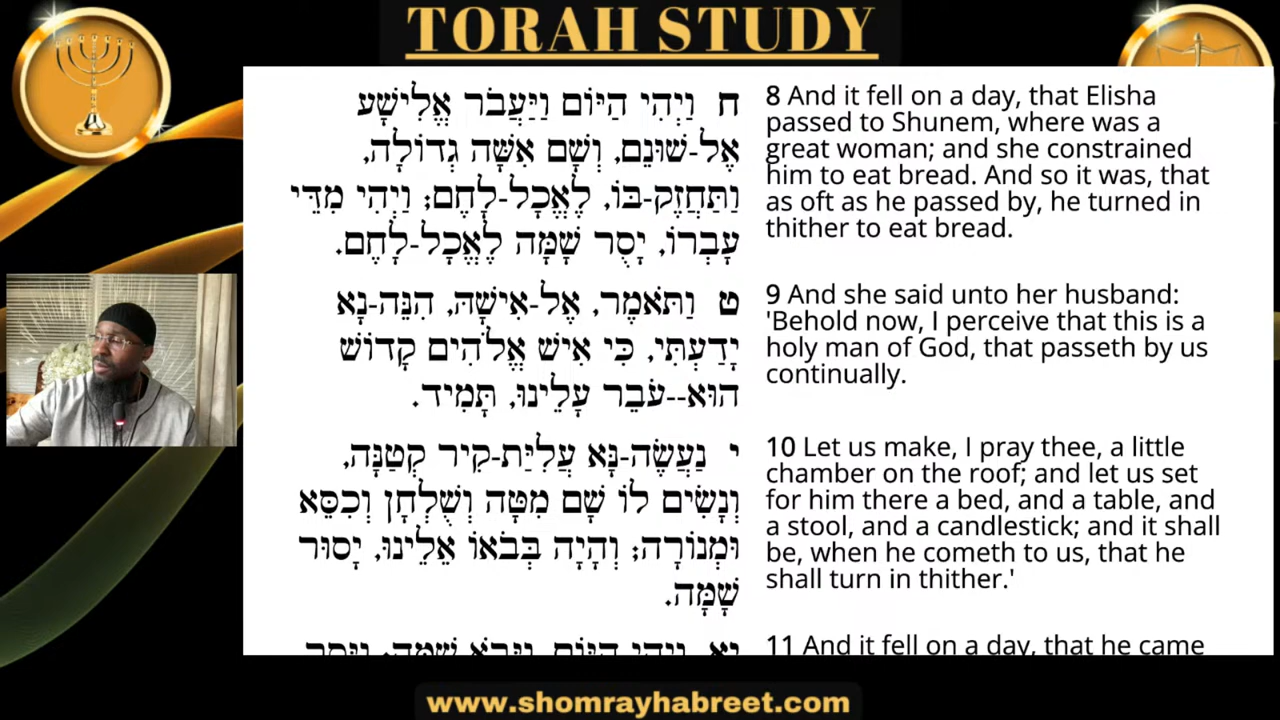 TORAH STUDY
ח וַיְהִי הַיּוֹם וַיַּעֲבֹר אֱלִישָׁע
אֶל-שׁוּנֵם, וְשָׁם אִשָּׁה גְדוֹלָה,
וַתַּחֲזֶק-בּוֹ, לֶאֱכָל-לָחֶם; וַיְהִי מִדֵּי
עָבְרוֹ, יָסֻר שָׁמָּה לֶאֱכָל-לָחֶם.
8 And it fell on a day, that Elisha
passed to Shunem, where was a
great woman; and she constrained
him to eat bread. And so it was, that
as oft as he passed by, he turned in
thither to eat bread.
ט וַתֹּאמֶר, אֶל-אִישָׁהּ, הִנֵּה-נָא
יָדַעְתִּי, כִּי אִישׁ אֱלֹהִים קָדוֹשׁ
הוּא--עֹבֵר עָלֵינוּ, תָּמִיד.
9 And she said unto her husband:
'Behold now, I perceive that this is a
holy man of God, that passeth by us
continually.
י נַעֲשֶׂה-נָּא עֲלִיַּת-קִיר קְטַנָּה,
וְנָשִׂים לוֹ שָׁם מִטָּה וְשֻׁלְחָן וְכִסֵּא
וּמְנוֹרָה; וְהָיָה בְּבֹאוֹ אֵלֵינוּ, יָסוּר
שָׁמָּה.
10 Let us make, I pray thee, a little
chamber on the roof; and let us set
for him there a bed, and a table, and
a stool, and a candlestick; and it shall
be, when he cometh to us, that he
shall turn in thither.'
יא וַיְהִי הַיּוֹם, וַיָּבֹא שָׁמָּה; וַיָּסַר
11 And it fell on a day, that he came
www.shomrayhabreet.com